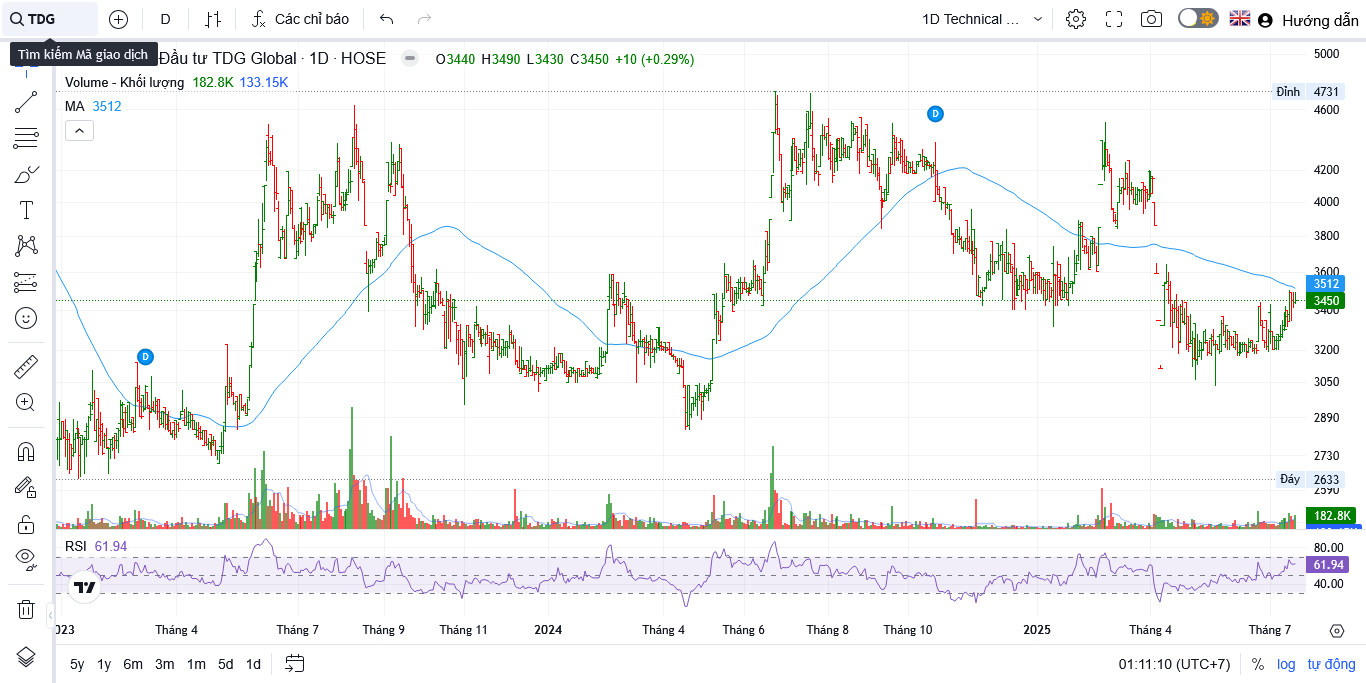 TDG D Các chỉ báo 1D Technical ... Hướng dẫn
Tìm kiếm Mã giao dịch Đầu tư TDG Global · 1D · HOSE O3440 H3490 L3430 C3450 +10 (+0.29%)
Volume - Khối lượng 182.8K 133.15K
MA 3512
5000
Đỉnh 4731
4600
D
4200
4000
3800
3600
3512
3450
3400
D
3200
3050
2890
2730
Đáy 2633
2590
182.8K
RSI 61.94
80.00
61.94
40.00
023 Tháng 4 Tháng 7 Tháng 9 Tháng 11 2024 Tháng 4 Tháng 6 Tháng 8 Tháng 10 2025 Tháng 4 Tháng 7
5y 1y 6m 3m 1m 5d 1d 01:11:10 (UTC+7) % log tự động